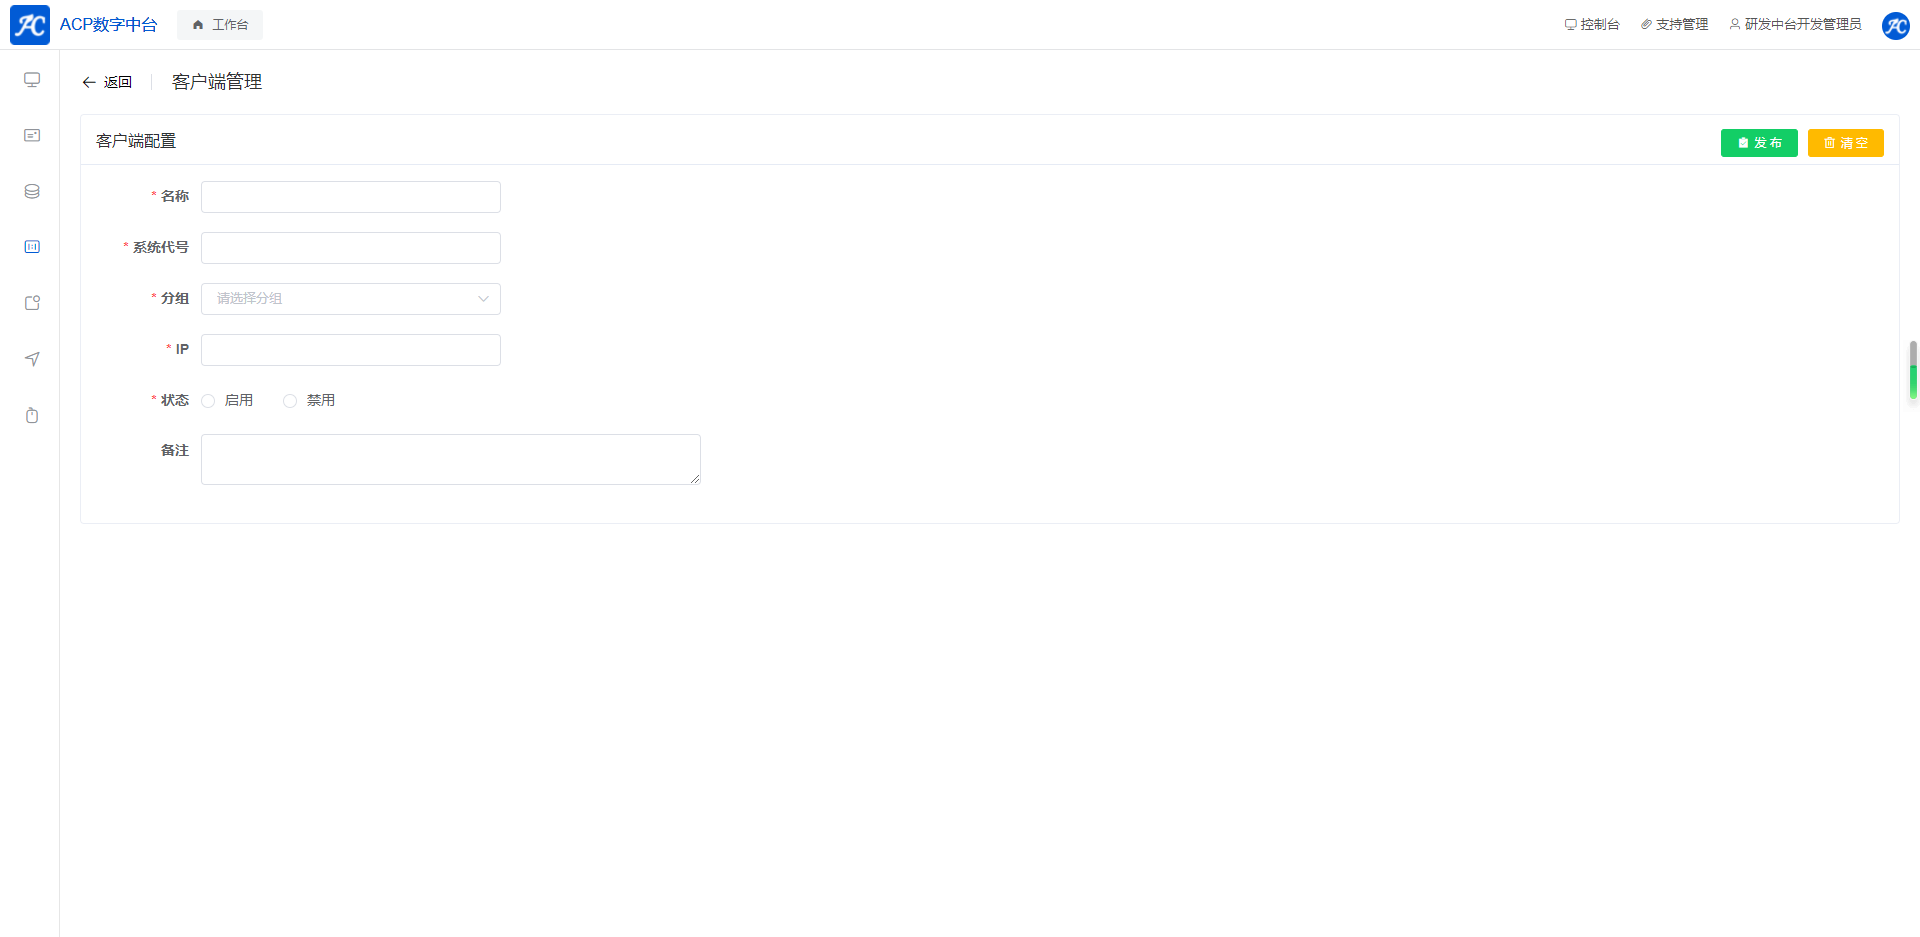 ACP数字中台 工作台 控制台 支持管理 研发中台开发管理员
返回 客户端管理
客户端配置 发布 清空
* 名称
* 系统代号
* 分组 请选择分组
* IP
* 状态 启用 禁用
备注